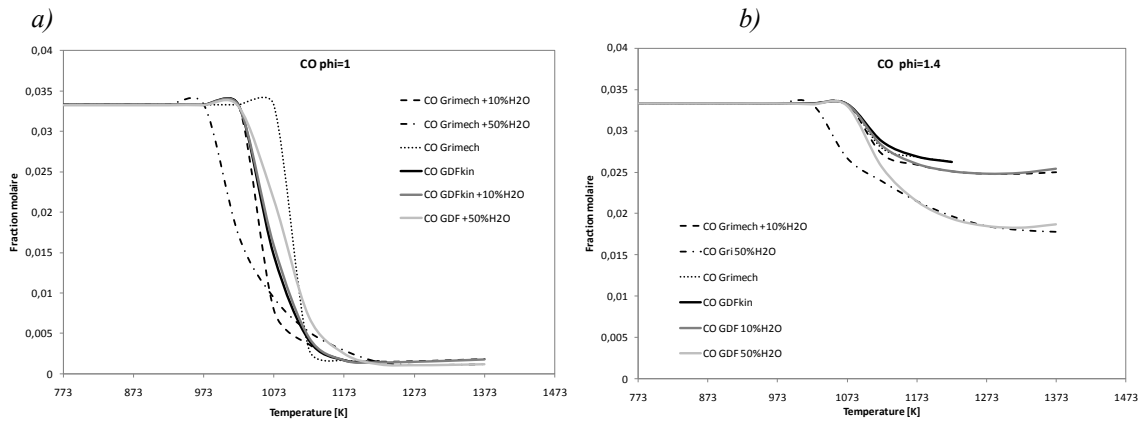 a)
CO phi=1
0,04
0,035
0,03
0,025
0,02
0,015
0,01
0,005
0
Fraction molaire
CO Grimech +10%H2O
CO Grimech +50%H2O
CO Grimech
CO GDFkin
CO GDFkin +10%H2O
CO GDF +50%H2O
773 873 973 1073 1173 1273 1373 1473
Temperature [K]
b)
CO phi=1.4
0,04
0,035
0,03
0,025
0,02
0,015
0,01
0,005
0
Fraction molaire
CO Grimech +10%H2O
CO Gri 50%H2O
CO Grimech
CO GDFkin
CO GDF 10%H2O
CO GDF 50%H2O
773 873 973 1073 1173 1273 1373 1473
Temperature [K]